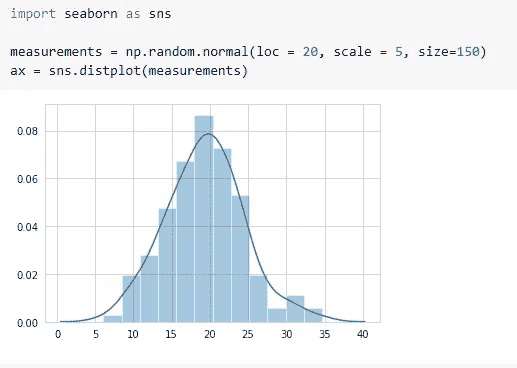 import seaborn as sns
measurements = np.random.normal(loc = 20, scale = 5, size=150)
ax = sns.distplot(measurements)
0.08
0.06
0.04
0.02
0.00
0 5 10 15 20 25 30 35 40